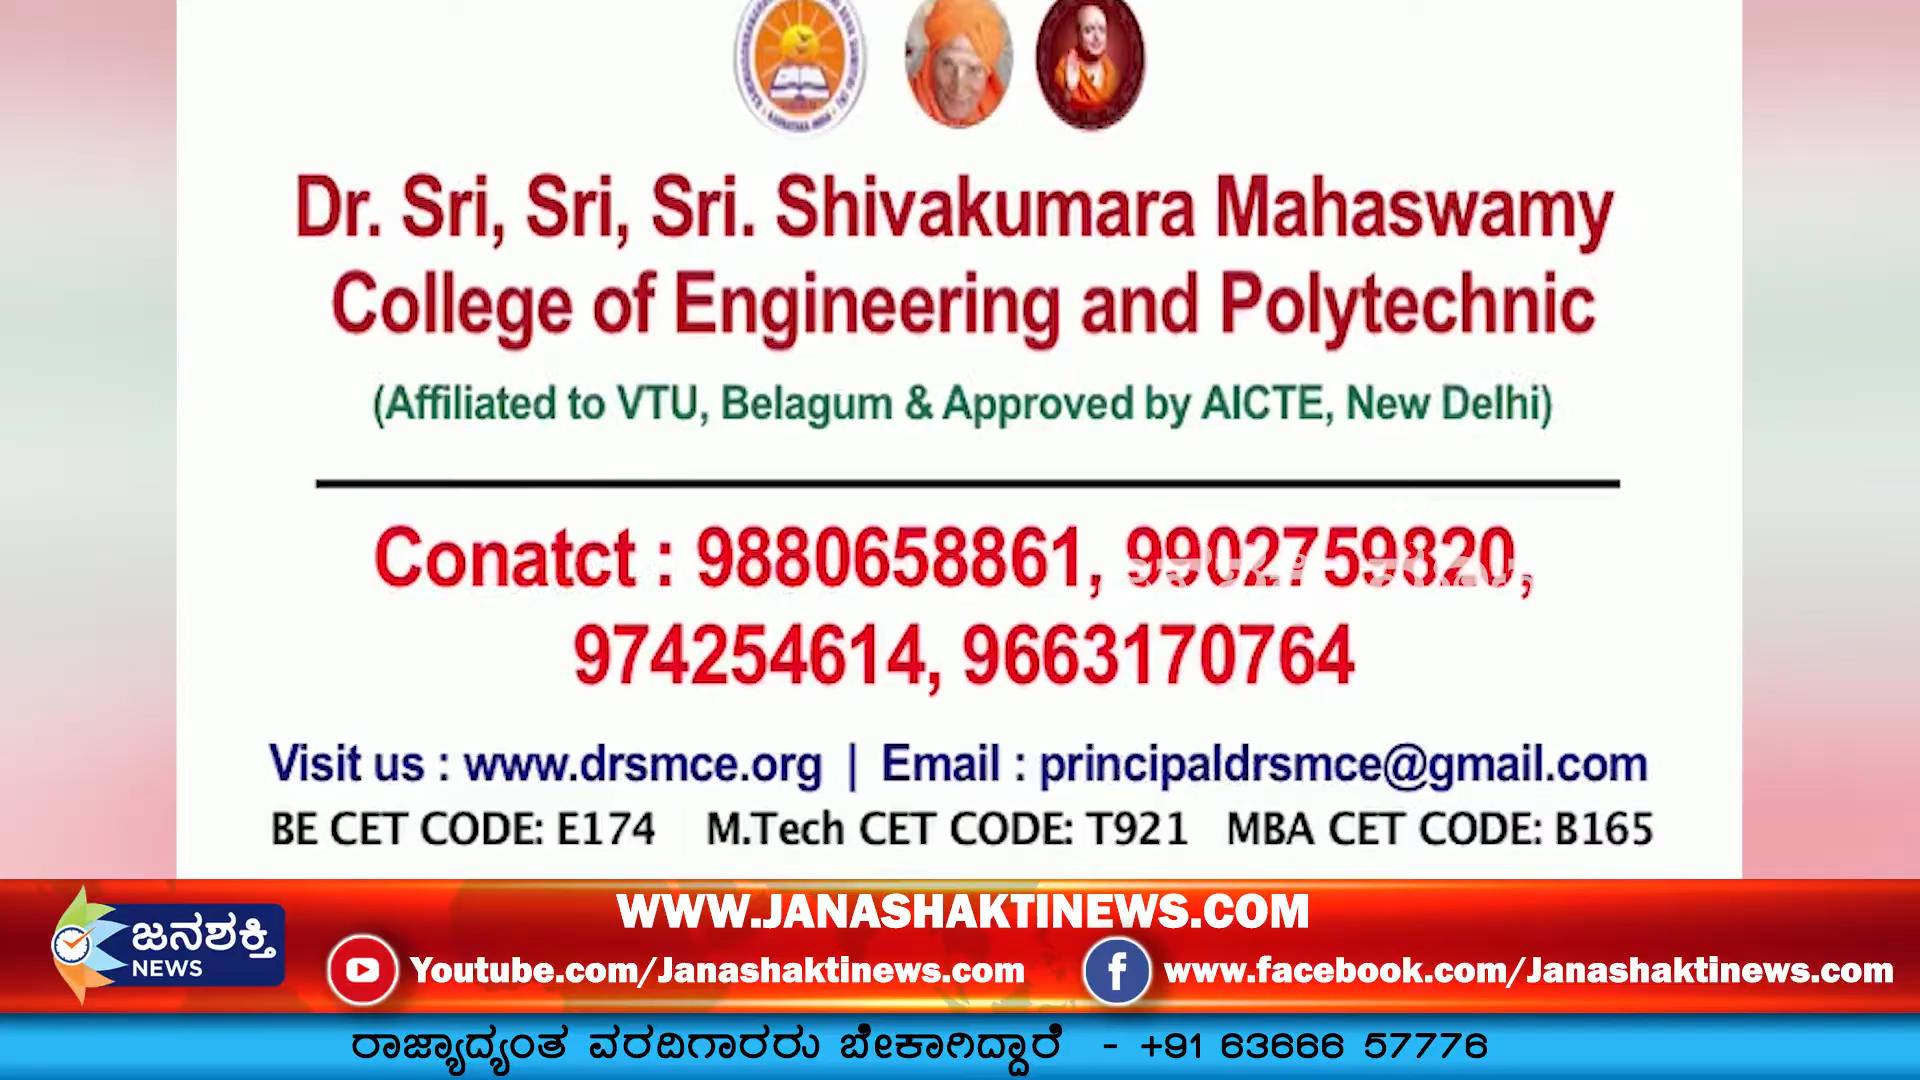 Dr. Sri, Sri, Sri. Shivakumara Mahaswamy
College of Engineering and Polytechnic
(Affiliated to VTU, Belagum & Approved by AICTE, New Delhi)
Conatct : 9880658861, 9902759820,
974254614, 9663170764
Visit us : www.drsmce.org | Email : principaldrsmce@gmail.com
BE CET CODE: E174 M.Tech CET CODE: T921 MBA CET CODE: B165
WWW.JANASHAKTINEWS.COM
ಜನಶಕ್ತಿ
NEWS
Youtube.com/Janashaktinews.com www.facebook.com/Janashaktinews.com
ರಾಜ್ಯಾದ್ಯಂತ ವರದಿಗಾರರು ಬೇಕಾಗಿದ್ದಾರೆ - +91 63666 57776